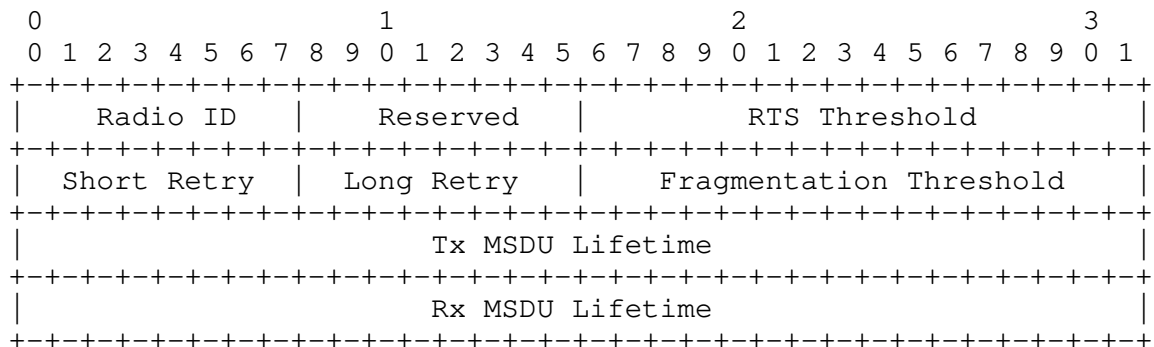 0                   1                   2                   3
 0 1 2 3 4 5 6 7 8 9 0 1 2 3 4 5 6 7 8 9 0 1 2 3 4 5 6 7 8 9 0 1
+-+-+-+-+-+-+-+-+-+-+-+-+-+-+-+-+-+-+-+-+-+-+-+-+-+-+-+-+-+-+-+-+
|    Radio ID   |    Reserved   |         RTS Threshold         |
+-+-+-+-+-+-+-+-+-+-+-+-+-+-+-+-+-+-+-+-+-+-+-+-+-+-+-+-+-+-+-+-+
|  Short Retry  |  Long Retry   |    Fragmentation Threshold    |
+-+-+-+-+-+-+-+-+-+-+-+-+-+-+-+-+-+-+-+-+-+-+-+-+-+-+-+-+-+-+-+-+
|                       Tx MSDU Lifetime                        |
+-+-+-+-+-+-+-+-+-+-+-+-+-+-+-+-+-+-+-+-+-+-+-+-+-+-+-+-+-+-+-+-+
|                       Rx MSDU Lifetime                        |
+-+-+-+-+-+-+-+-+-+-+-+-+-+-+-+-+-+-+-+-+-+-+-+-+-+-+-+-+-+-+-+-+